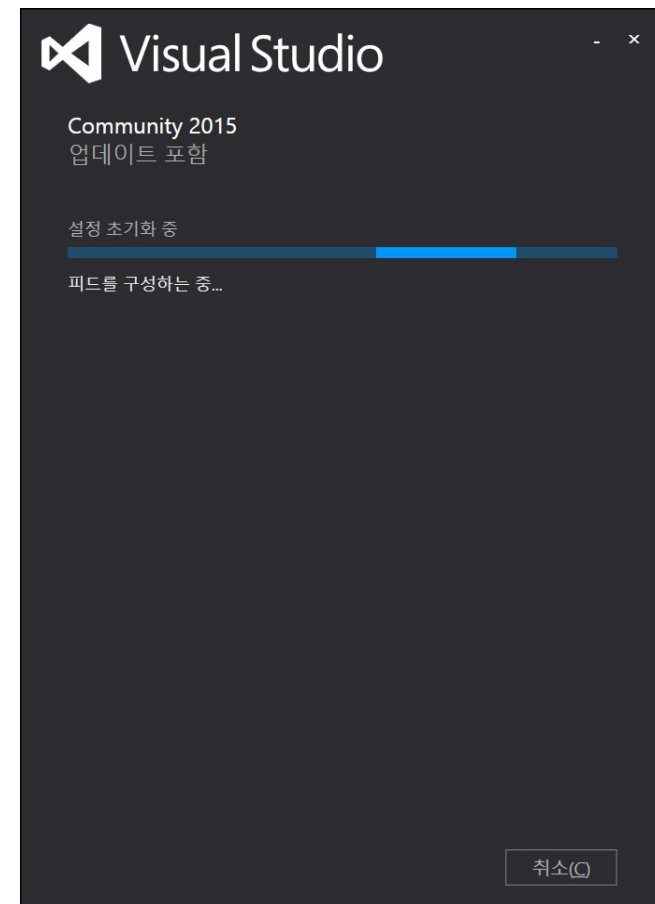 Visual Studio
Community 2015
업데이트 포함
설정 초기화 중
피드를 구성하는 중...
취소(C)